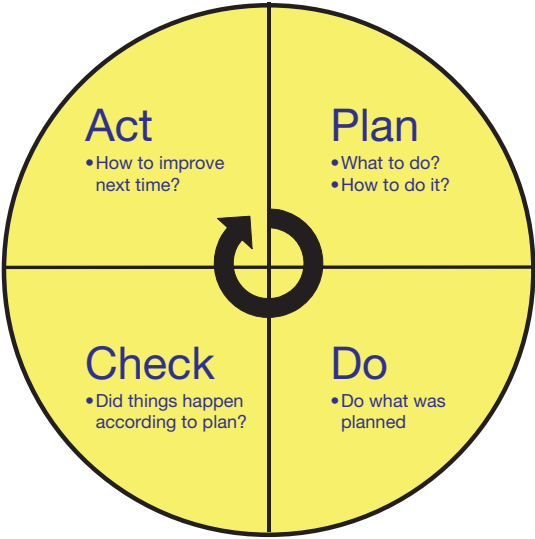 Act
•How to improve
next time?
Plan
•What to do?
•How to do it?
Check
•Did things happen
according to plan?
Do
•Do what was
planned